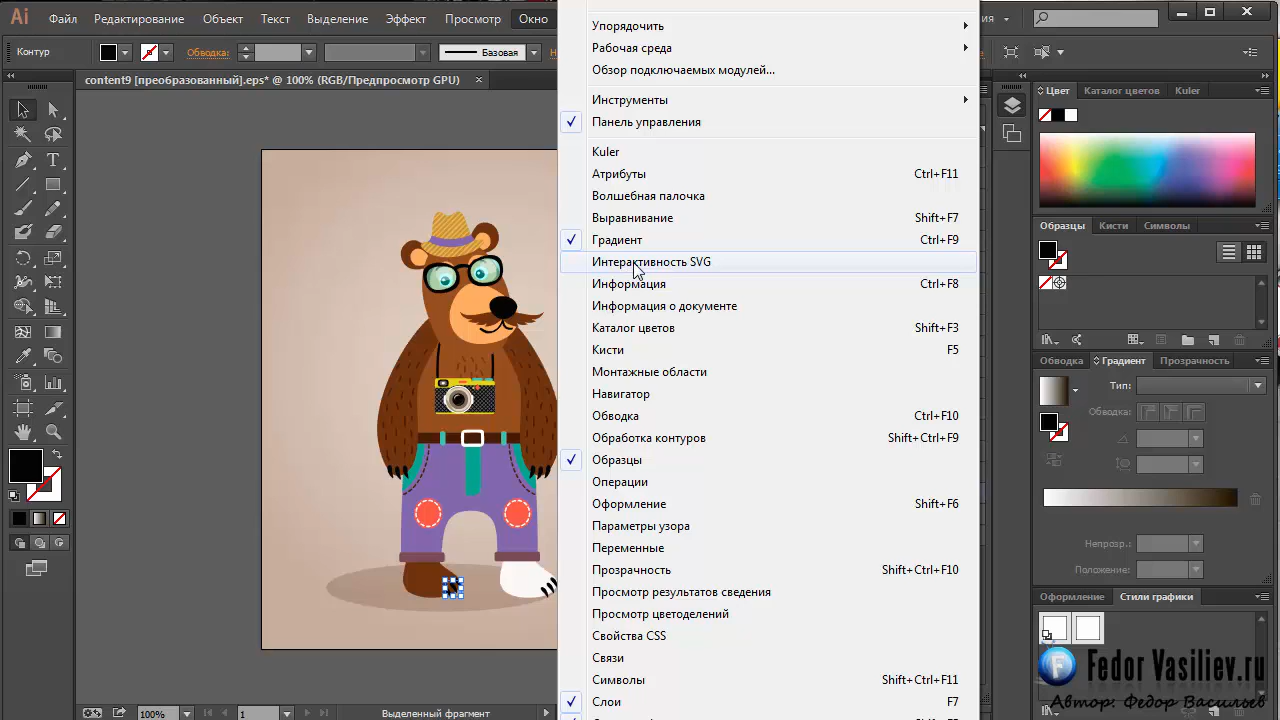 Ai Файл Редактирование Объект Текст Выделение Эффект Просмотр Окно
Контур Обводка: Базовая
content9 [преобразованный].eps* @ 100% (RGB/Предпросмотр GPU) ×
Упорядочить
Рабочая среда
Обзор подключаемых модулей...
Инструменты
Панель управления
Kuler
Атрибуты Ctrl+F11
Волшебная палочка
Выравнивание Shift+F7
Градиент Ctrl+F9
Интерактивность SVG
Информация Ctrl+F8
Информация о документе
Каталог цветов Shift+F3
Кисти F5
Монтажные области
Навигатор
Обводка Ctrl+F10
Обработка контуров Shift+Ctrl+F9
Образцы
Операции
Оформление Shift+F6
Параметры узора
Переменные
Прозрачность Shift+Ctrl+F10
Просмотр результатов сведения
Просмотр цветоделений
Свойства CSS
Связи
Символы Shift+Ctrl+F11
Слои F7
Цвет Каталог цветов Kuler
Образцы Кисти Символы
Обводка Градиент Прозрачность
Тип:
Обводка:
Непрозр.:
Положение:
Оформление Стили графики
Fedor Vasiliev.ru
Автор: Федор Васильев
100% 1 Выделенный фрагмент